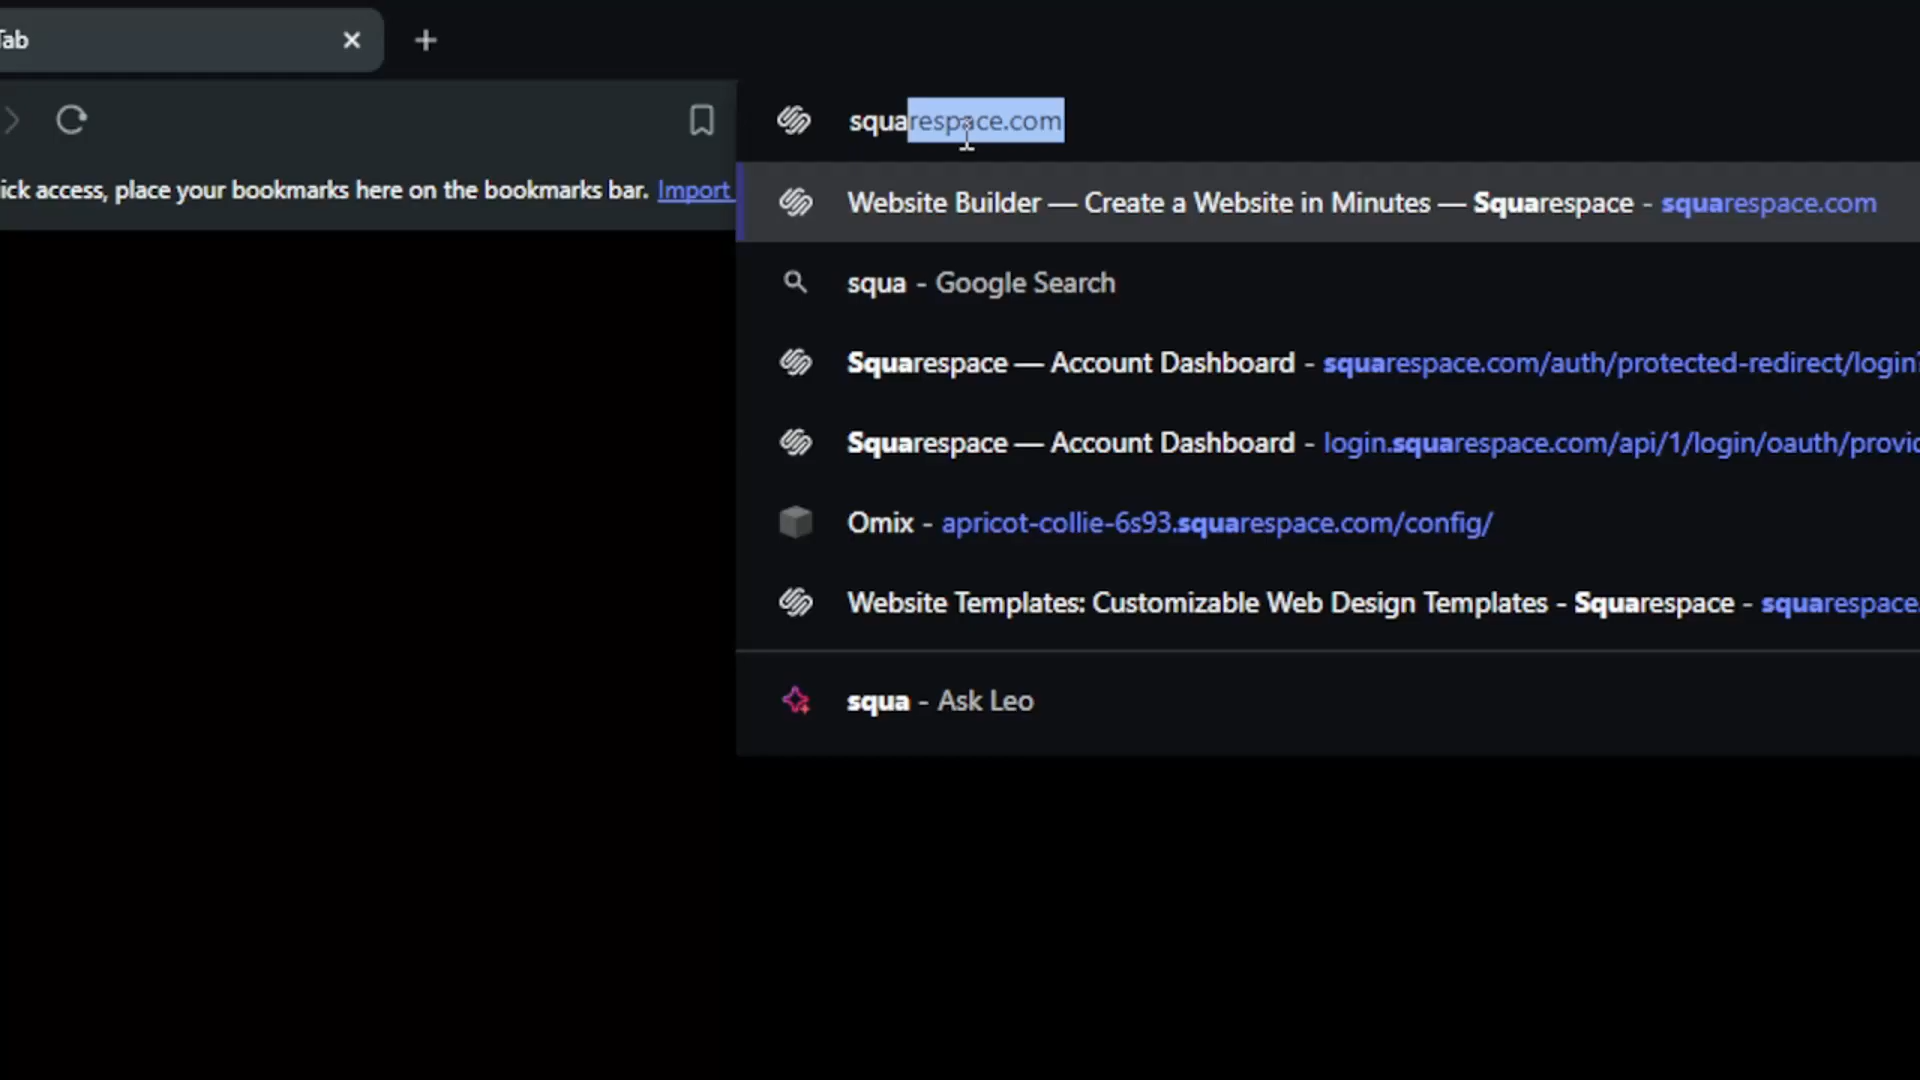 Tab
squarespace.com
ick access, place your bookmarks here on the bookmarks bar. Import
Website Builder — Create a Website in Minutes — Squarespace - squarespace.com
squa - Google Search
Squarespace — Account Dashboard - squarespace.com/auth/protected-redirect/login?
Squarespace — Account Dashboard - login.squarespace.com/api/1/login/oauth/provic
Omix - apricot-collie-6s93.squarespace.com/config/
Website Templates: Customizable Web Design Templates - Squarespace - squarespace.
squa - Ask Leo